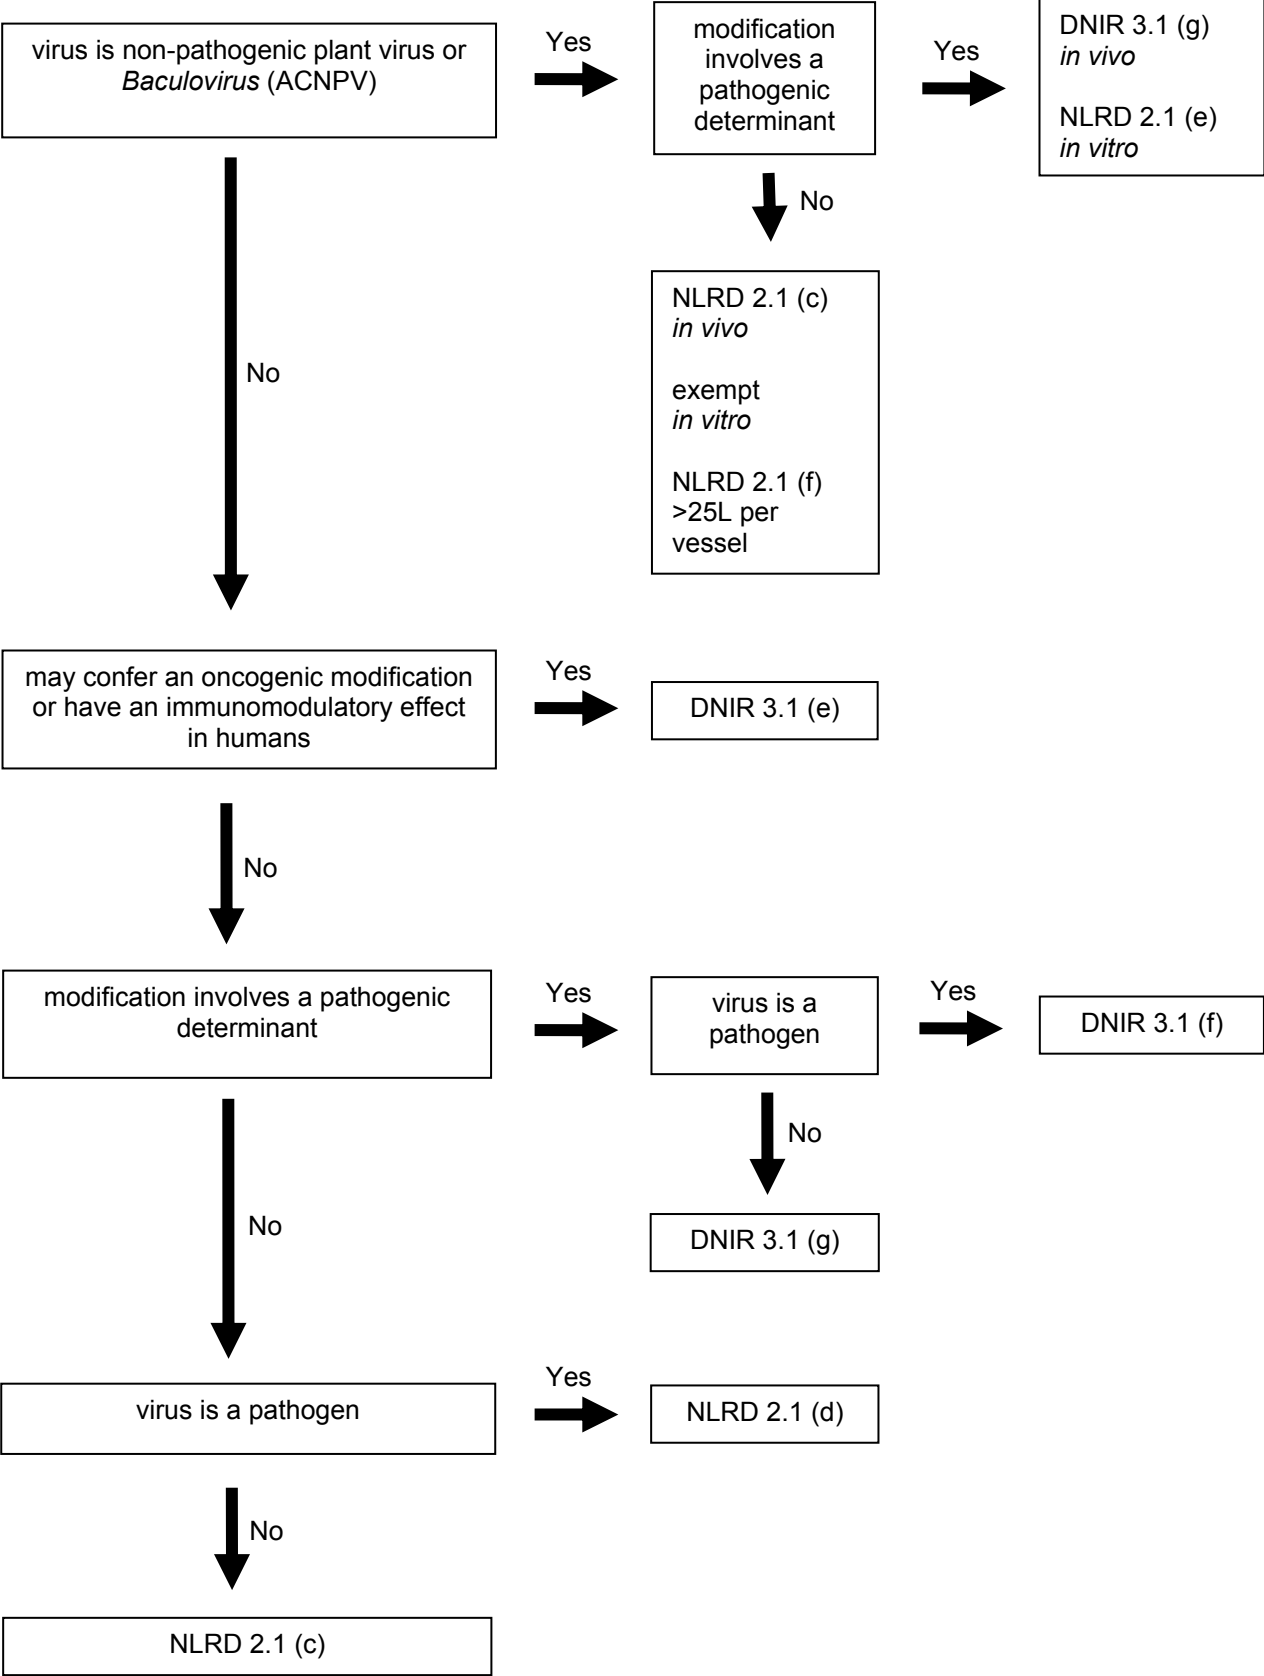 virus is non-pathogenic plant virus or
Baculovirus (ACNPV)
Yes
modification
involves a
pathogenic
determinant
Yes
DNIR 3.1 (g)
in vivo
NLRD 2.1 (e)
in vitro
No
NLRD 2.1 (c)
in vivo
exempt
in vitro
NLRD 2.1 (f)
>25L per
vessel
No
may confer an oncogenic modification
or have an immunomodulatory effect
in humans
Yes
DNIR 3.1 (e)
No
modification involves a pathogenic
determinant
Yes
virus is a
pathogen
Yes
DNIR 3.1 (f)
No
DNIR 3.1 (g)
No
virus is a pathogen
Yes
NLRD 2.1 (d)
No
NLRD 2.1 (c)